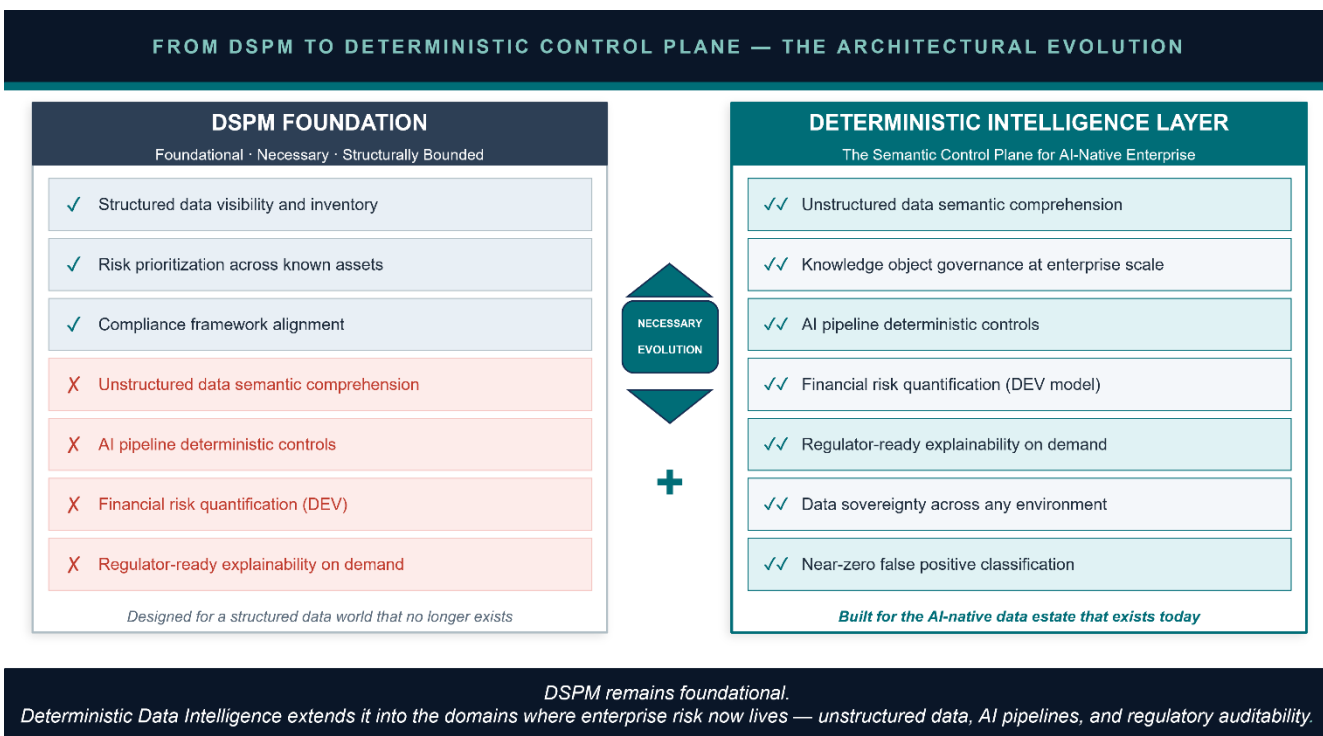 FROM DSPM TO DETERMINISTIC CONTROL PLANE — THE ARCHITECTURAL EVOLUTION
DSPM FOUNDATION
Foundational · Necessary · Structurally Bounded
✓ Structured data visibility and inventory
✓ Risk prioritization across known assets
✓ Compliance framework alignment
✗ Unstructured data semantic comprehension
✗ AI pipeline deterministic controls
✗ Financial risk quantification (DEV)
✗ Regulator-ready explainability on demand
Designed for a structured data world that no longer exists
NECESSARY
EVOLUTION
+
DETERMINISTIC INTELLIGENCE LAYER
The Semantic Control Plane for AI-Native Enterprise
✓✓ Unstructured data semantic comprehension
✓✓ Knowledge object governance at enterprise scale
✓✓ AI pipeline deterministic controls
✓✓ Financial risk quantification (DEV model)
✓✓ Regulator-ready explainability on demand
✓✓ Data sovereignty across any environment
✓✓ Near-zero false positive classification
Built for the AI-native data estate that exists today
DSPM remains foundational.
Deterministic Data Intelligence extends it into the domains where enterprise risk now lives — unstructured data, AI pipelines, and regulatory auditability.